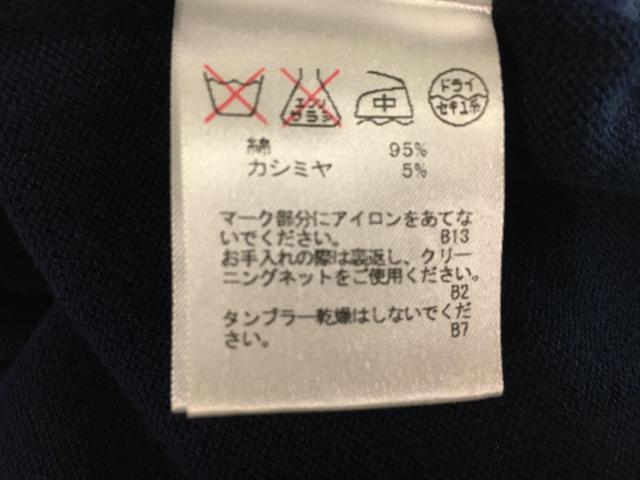 エンソ
サラシ
中
ドライ
セキユ系
綿 95%
カシミヤ 5%
マーク部分にアイロンをあてな
いでください。 B13
お手入れの際は裏返し、クリー
ニングネットをご使用ください。
B2
タンブラー乾燥はしないでくだ
さい。 B7